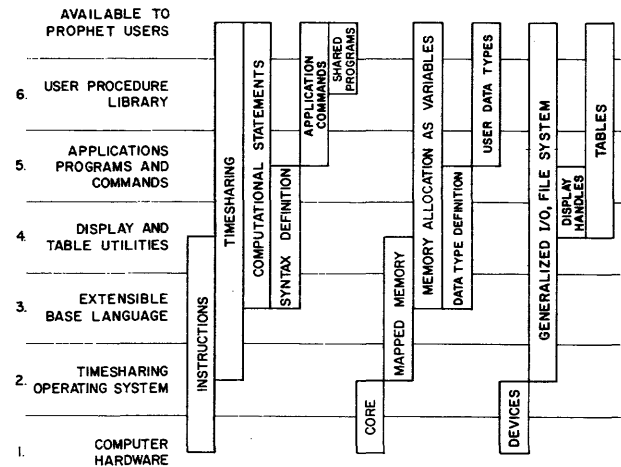 AVAILABLE TO
PROPHET USERS
6. USER PROCEDURE
LIBRARY
5. APPLICATIONS
PROGRAMS AND
COMMANDS
4. DISPLAY AND
TABLE UTILITIES
3. EXTENSIBLE
BASE LANGUAGE
2. TIMESHARING
OPERATING SYSTEM
1. COMPUTER
HARDWARE
INSTRUCTIONS
TIMESHARING
COMPUTATIONAL STATEMENTS
SYNTAX DEFINITION
APPLICATION
COMMANDS
SHARED
PROGRAMS
CORE
MAPPED MEMORY
MEMORY ALLOCATION AS VARIABLES
DATA TYPE DEFINITION
USER DATA TYPES
DEVICES
GENERALIZED I/O, FILE SYSTEM
DISPLAY
HANDLES
TABLES